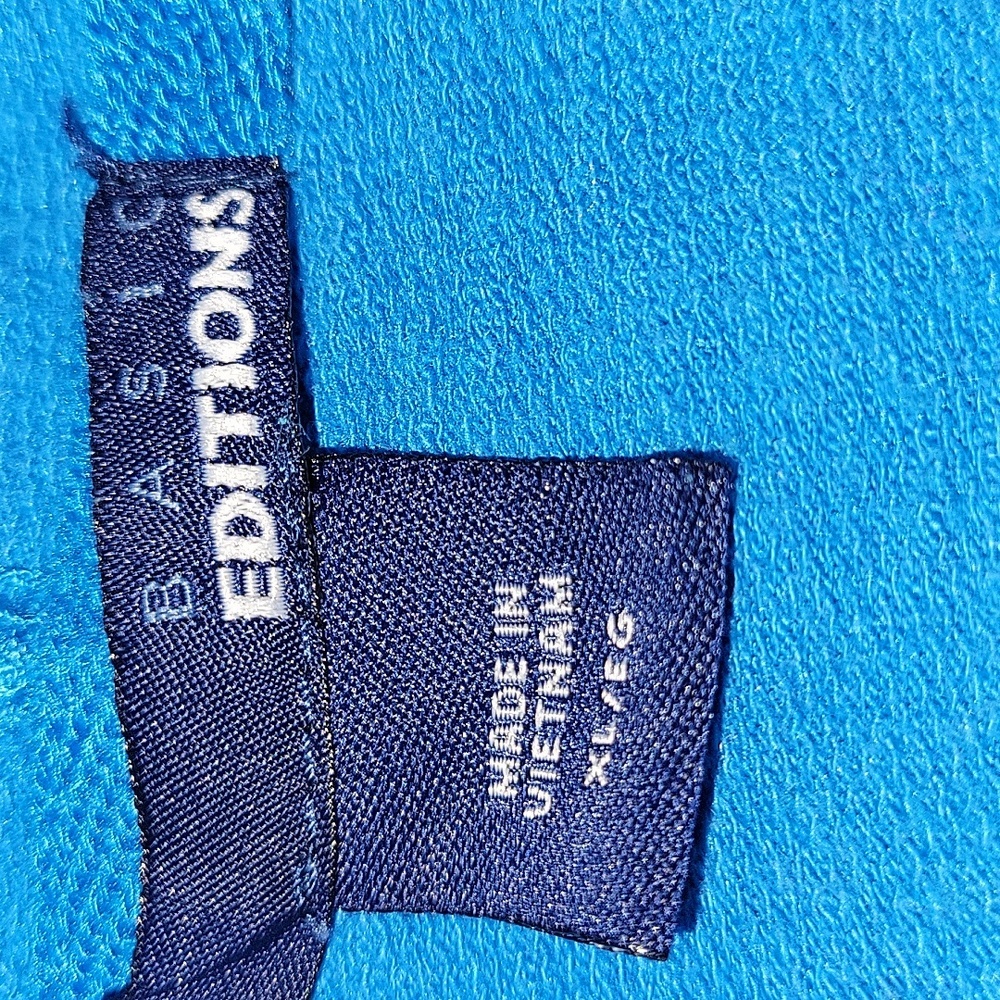 BASIC
EDITIONS
MADE IN
VIETNAM
XL/EG